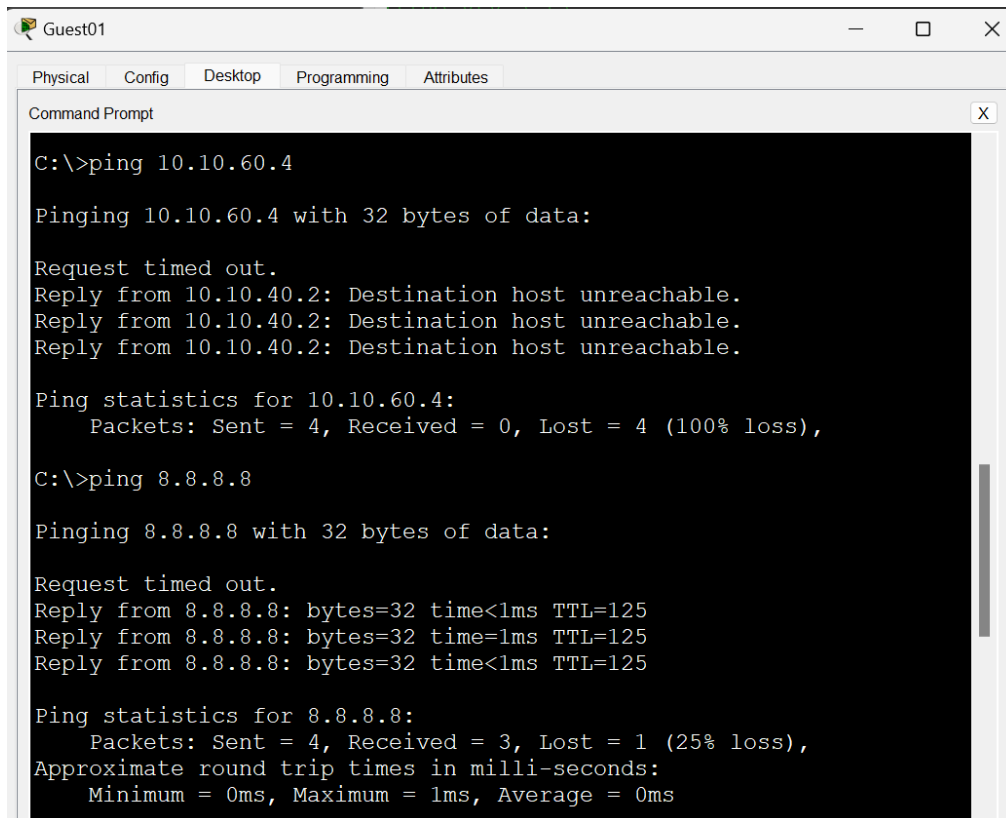 Guest01
Physical Config Desktop Programming Attributes
Command Prompt
X
C:\>ping 10.10.60.4
Pinging 10.10.60.4 with 32 bytes of data:
Request timed out.
Reply from 10.10.40.2: Destination host unreachable.
Reply from 10.10.40.2: Destination host unreachable.
Reply from 10.10.40.2: Destination host unreachable.
Ping statistics for 10.10.60.4:
    Packets: Sent = 4, Received = 0, Lost = 4 (100% loss),
C:\>ping 8.8.8.8
Pinging 8.8.8.8 with 32 bytes of data:
Request timed out.
Reply from 8.8.8.8: bytes=32 time<1ms TTL=125
Reply from 8.8.8.8: bytes=32 time=1ms TTL=125
Reply from 8.8.8.8: bytes=32 time<1ms TTL=125
Ping statistics for 8.8.8.8:
    Packets: Sent = 4, Received = 3, Lost = 1 (25% loss),
Approximate round trip times in milli-seconds:
    Minimum = 0ms, Maximum = 1ms, Average = 0ms